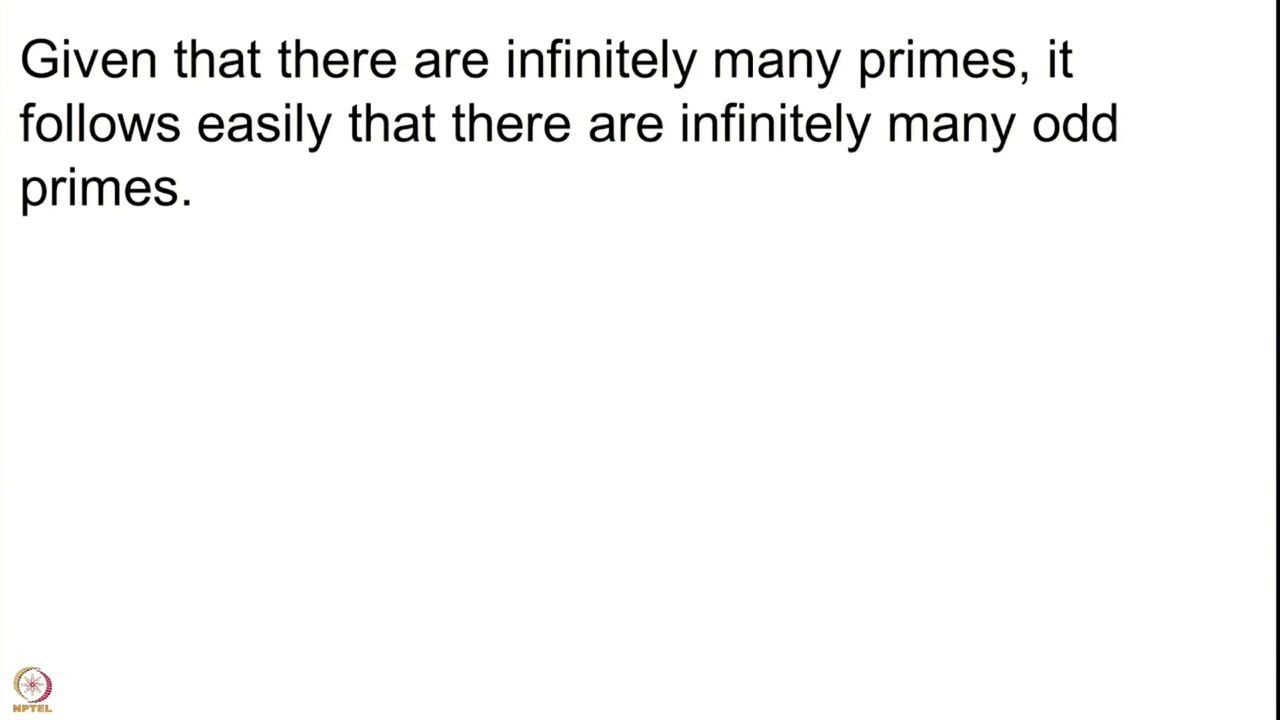 Given that there are infinitely many primes, it
follows easily that there are infinitely many odd
primes.
NPTEL